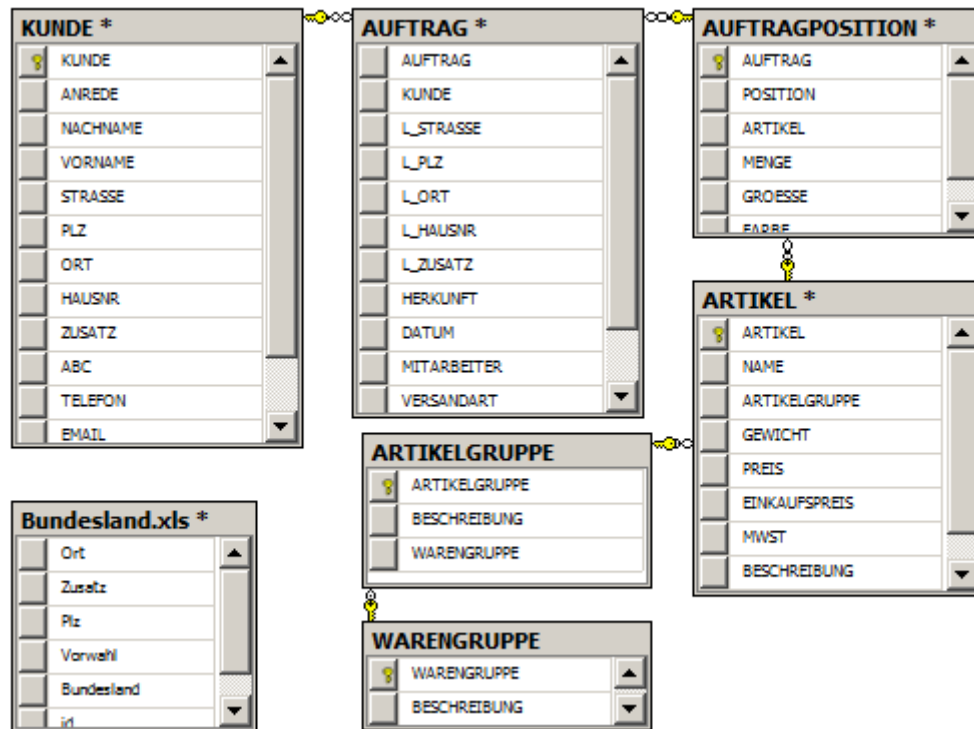 KUNDE *
KUNDE
ANREDE
NACHNAME
VORNAME
STRASSE
PLZ
ORT
HAUSNR
ZUSATZ
ABC
TELEFON
EMAIL
AUFTRAG *
AUFTRAG
KUNDE
L_STRASSE
L_PLZ
L_ORT
L_HAUSNR
L_ZUSATZ
HERKUNFT
DATUM
MITARBEITER
VERSANDART
AUFTRAGPOSITION *
AUFTRAG
POSITION
ARTIKEL
MENGE
GROESSE
FARBE
ARTIKEL *
ARTIKEL
NAME
ARTIKELGRUPPE
GEWICHT
PREIS
EINKAUFSPREIS
MWST
BESCHREIBUNG
ARTIKELGRUPPE
ARTIKELGRUPPE
BESCHREIBUNG
WARENGRUPPE
Bundesland.xls *
Ort
Zusatz
Plz
Vorwahl
Bundesland
id
WARENGRUPPE
WARENGRUPPE
BESCHREIBUNG